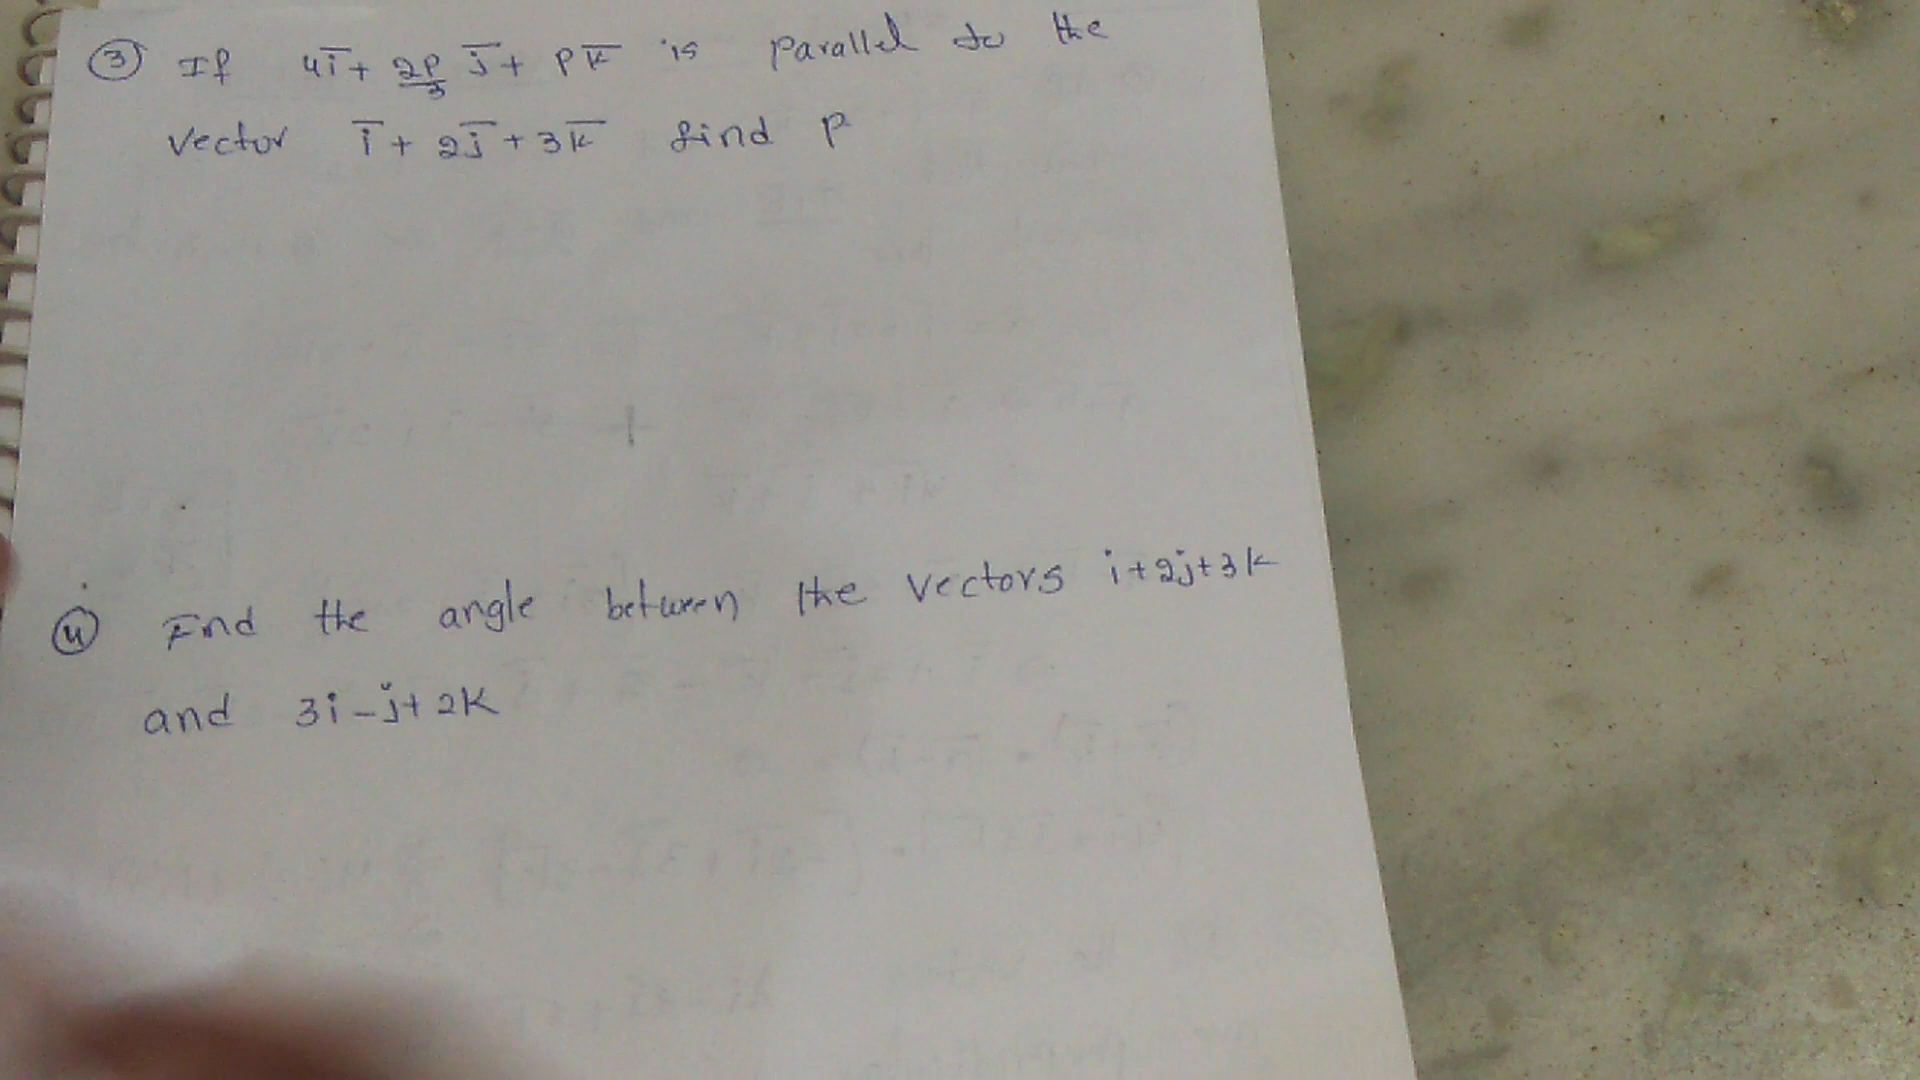 ③ If 4i̅ + 2p/3 j̅ + pk̅ is parallel to the
vector i̅ + 2j̅ + 3k̅ find p
④ Find the angle between the vectors i+2j+3k
and 3i-j+2k